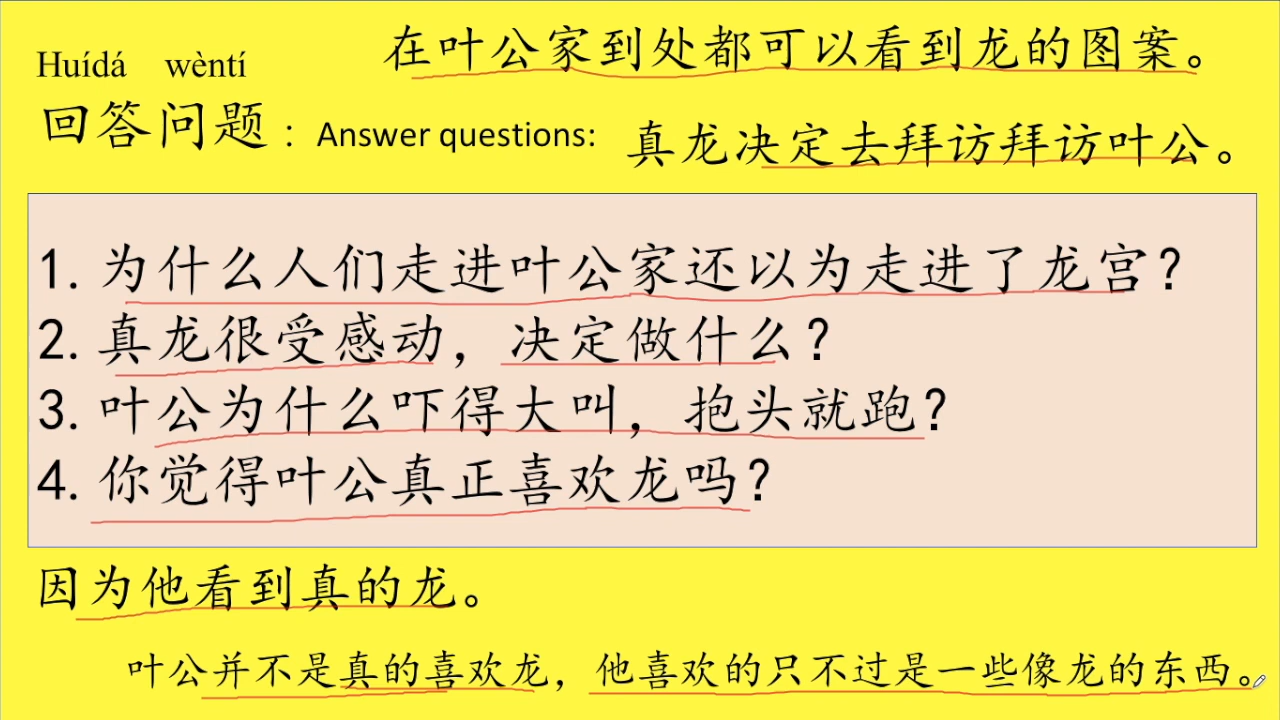 Huídá wèntí
在叶公家到处都可以看到龙的图案。
回答问题：Answer questions:
真龙决定去拜访拜访叶公。
1. 为什么人们走进叶公家还以为走进了龙宫？
2. 真龙很受感动，决定做什么？
3. 叶公为什么吓得大叫，抱头就跑？
4. 你觉得叶公真正喜欢龙吗？
因为他看到真的龙。
叶公并不是真的喜欢龙，他喜欢的只不过是一些像龙的东西。